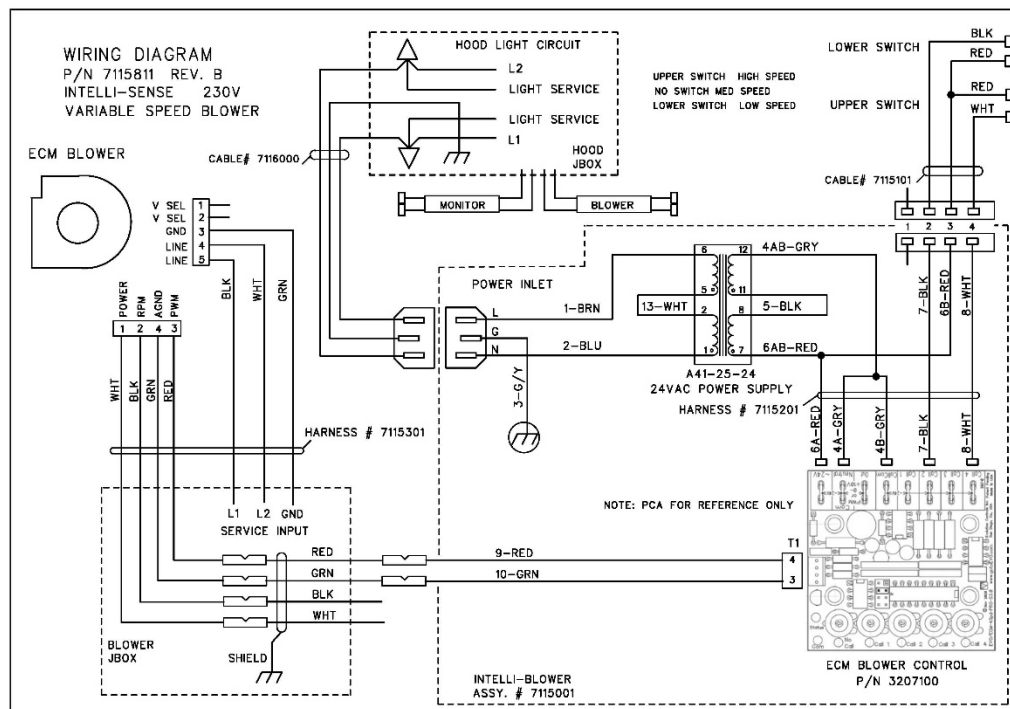 WIRING DIAGRAM
P/N 7115811 REV. B
INTELLI-SENSE 230V
VARIABLE SPEED BLOWER
ECM BLOWER
V SEL 1
V SEL 2
GND 3
LINE 4
LINE 5
BLK
WHT
GRN
POWER
RPM
AGND
PWM
1 2 4 3
WHT
BLK
GRN
RED
HARNESS # 7115301
L1 L2 GND
SERVICE INPUT
RED
GRN
BLK
WHT
BLOWER
JBOX
SHIELD
HOOD LIGHT CIRCUIT
L2
LIGHT SERVICE
LIGHT SERVICE
L1
HOOD
JBOX
CABLE# 7116000
MONITOR
BLOWER
UPPER SWITCH HIGH SPEED
NO SWITCH MED SPEED
LOWER SWITCH LOW SPEED
LOWER SWITCH
UPPER SWITCH
BLK
RED
RED
WHT
CABLE# 7115101
1 2 3 4
7-BLK
6B-RED
8-WHT
POWER INLET
L
G
N
1-BRN
2-BLU
3-G/Y
13-WHT
6 12
5 11
2 8
1 7
4AB-GRY
5-BLK
6AB-RED
A41-25-24
24VAC POWER SUPPLY
HARNESS # 7115201
6A-RED
4A-GRY
4B-GRY
7-BLK
8-WHT
NOTE: PCA FOR REFERENCE ONLY
T1
4
3
9-RED
10-GRN
Status
Com
No
Call
Call 1
Call 2
Call 3
Call 4
ECM BLOWER CONTROL
P/N 3207100
INTELLI-BLOWER
ASSY. # 7115001